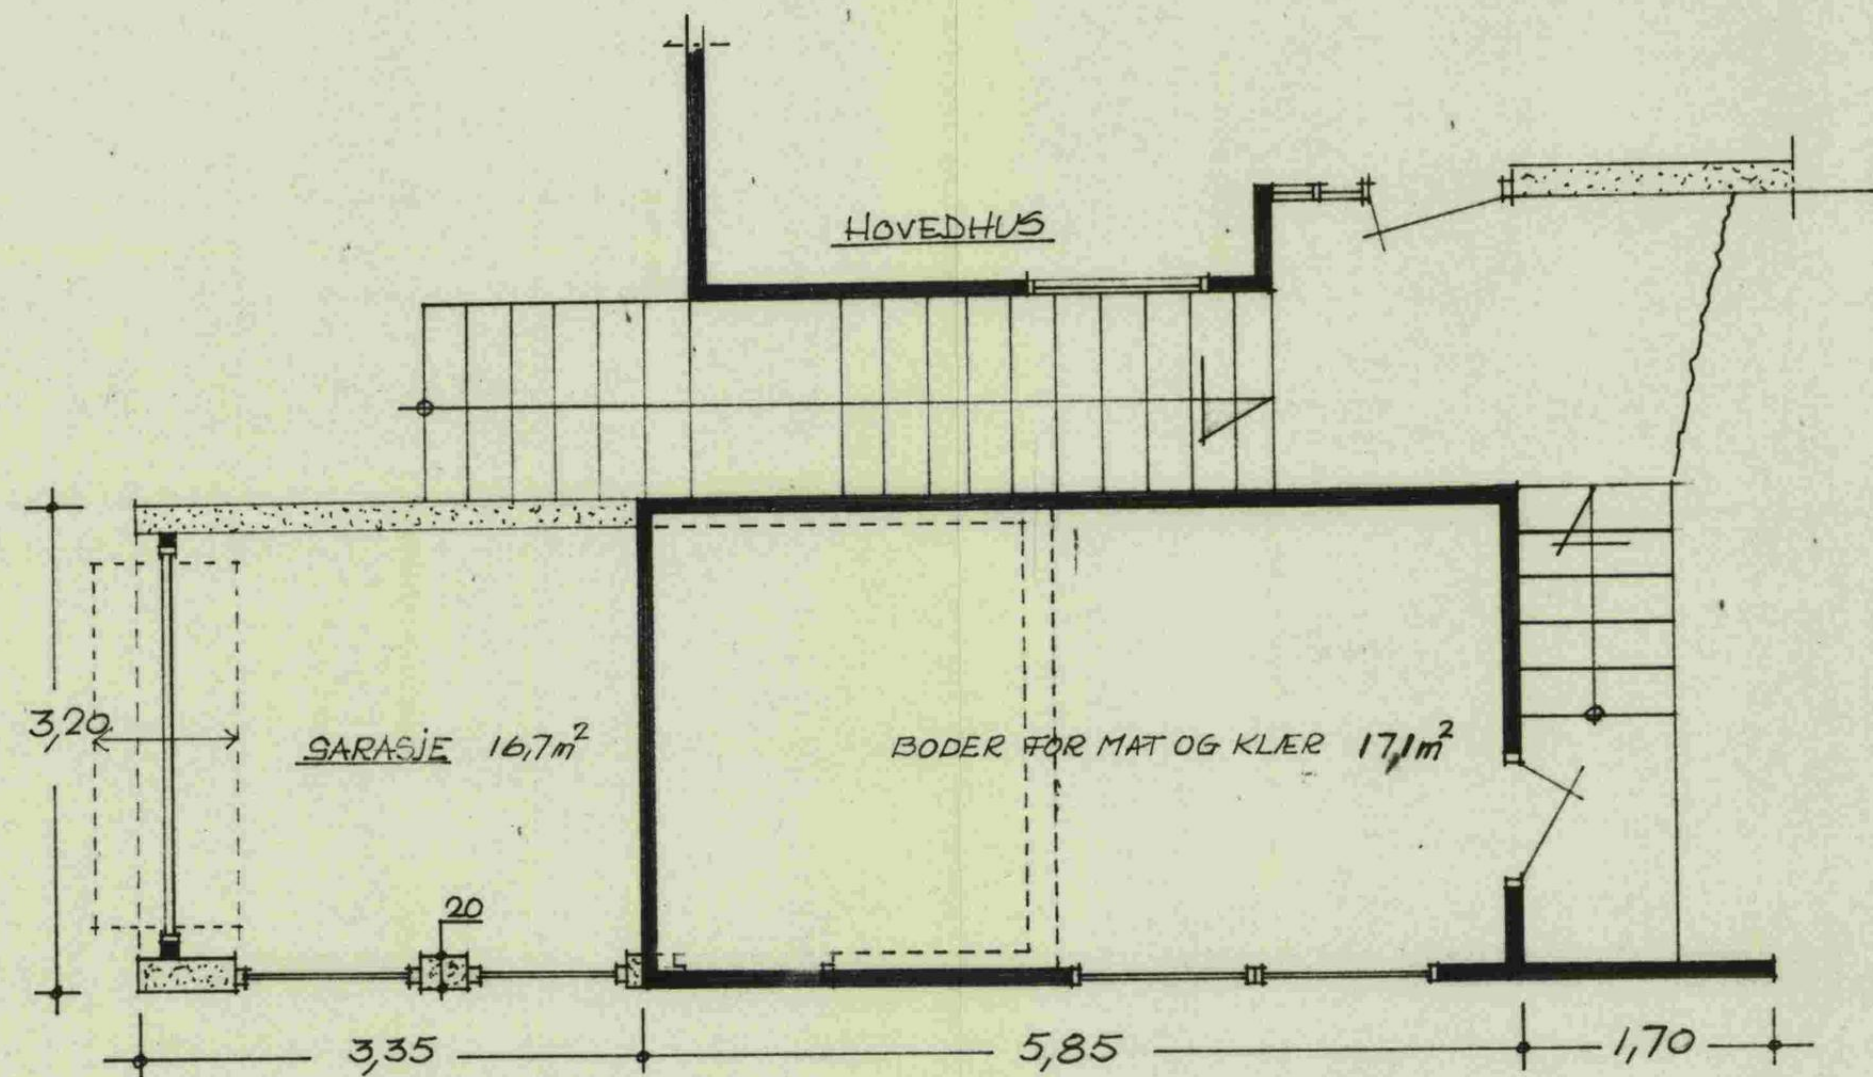 HOVEDHUS
3,20
GARASJE 16,7m²
BODER FOR MAT OG KLÆR 17,1m²
20
3,35
5,85
1,70